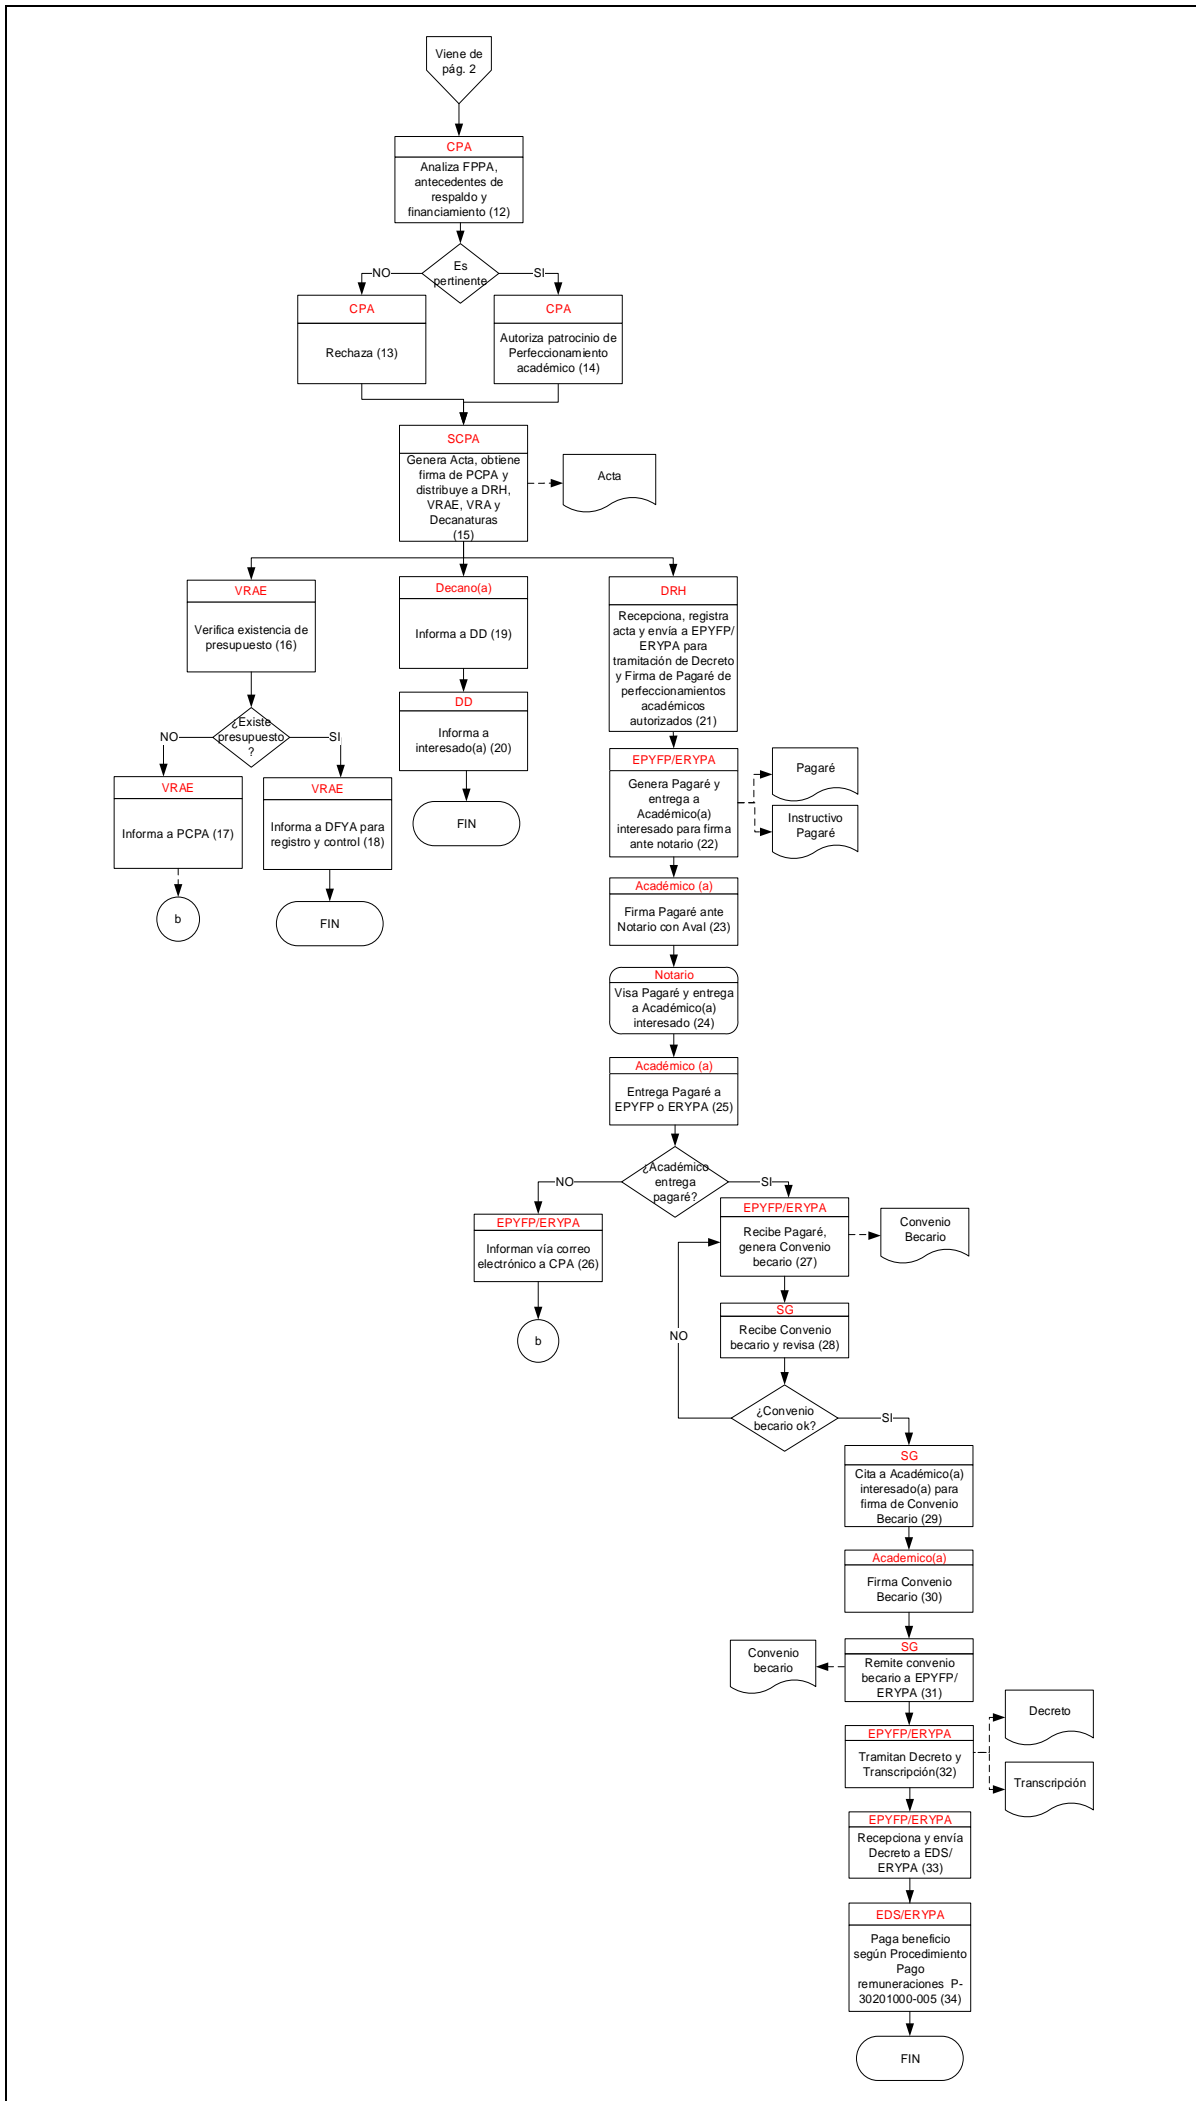 Viene de
pág. 2
CPA
Analiza FPPA,
antecedentes de
respaldo y
financiamiento (12)
Es
pertinente
NO
SI
CPA
Rechaza (13)
CPA
Autoriza patrocinio de
Perfeccionamiento
académico (14)
SCPA
Genera Acta, obtiene
firma de PCPA y
distribuye a DRH,
VRAE, VRA y
Decanaturas
(15)
Acta
VRAE
Verifica existencia de
presupuesto (16)
¿Existe
presupuesto
?
NO
SI
VRAE
Informa a PCPA (17)
b
VRAE
Informa a DFYA para
registro y control (18)
FIN
Decano(a)
Informa a DD (19)
DD
Informa a
interesado(a) (20)
FIN
DRH
Recepciona, registra
acta y envía a EPYFP/
ERYPA para
tramitación de Decreto
y Firma de Pagaré de
perfeccionamientos
académicos
autorizados (21)
EPYFP/ERYPA
Genera Pagaré y
entrega a
Académico(a)
interesado para firma
ante notario (22)
Pagaré
Instructivo
Pagaré
Académico (a)
Firma Pagaré ante
Notario con Aval (23)
Notario
Visa Pagaré y entrega
a Académico(a)
interesado (24)
Académico (a)
Entrega Pagaré a
EPYFP o ERYPA (25)
¿Académico
entrega
pagaré?
NO
SI
EPYFP/ERYPA
Informan vía correo
electrónico a CPA (26)
b
EPYFP/ERYPA
Recibe Pagaré,
genera Convenio
becario (27)
Convenio
Becario
SG
Recibe Convenio
becario y revisa (28)
NO
¿Convenio
becario ok?
SI
SG
Cita a Académico(a)
interesado(a) para
firma de Convenio
Becario (29)
Academico(a)
Firma Convenio
Becario (30)
SG
Remite convenio
becario a EPYFP/
ERYPA (31)
Convenio
becario
EPYFP/ERYPA
Tramitan Decreto y
Transcripción(32)
Decreto
Transcripción
EPYFP/ERYPA
Recepciona y envía
Decreto a EDS/
ERYPA (33)
EDS/ERYPA
Paga beneficio
según Procedimiento
Pago
remuneraciones P-
30201000-005 (34)
FIN